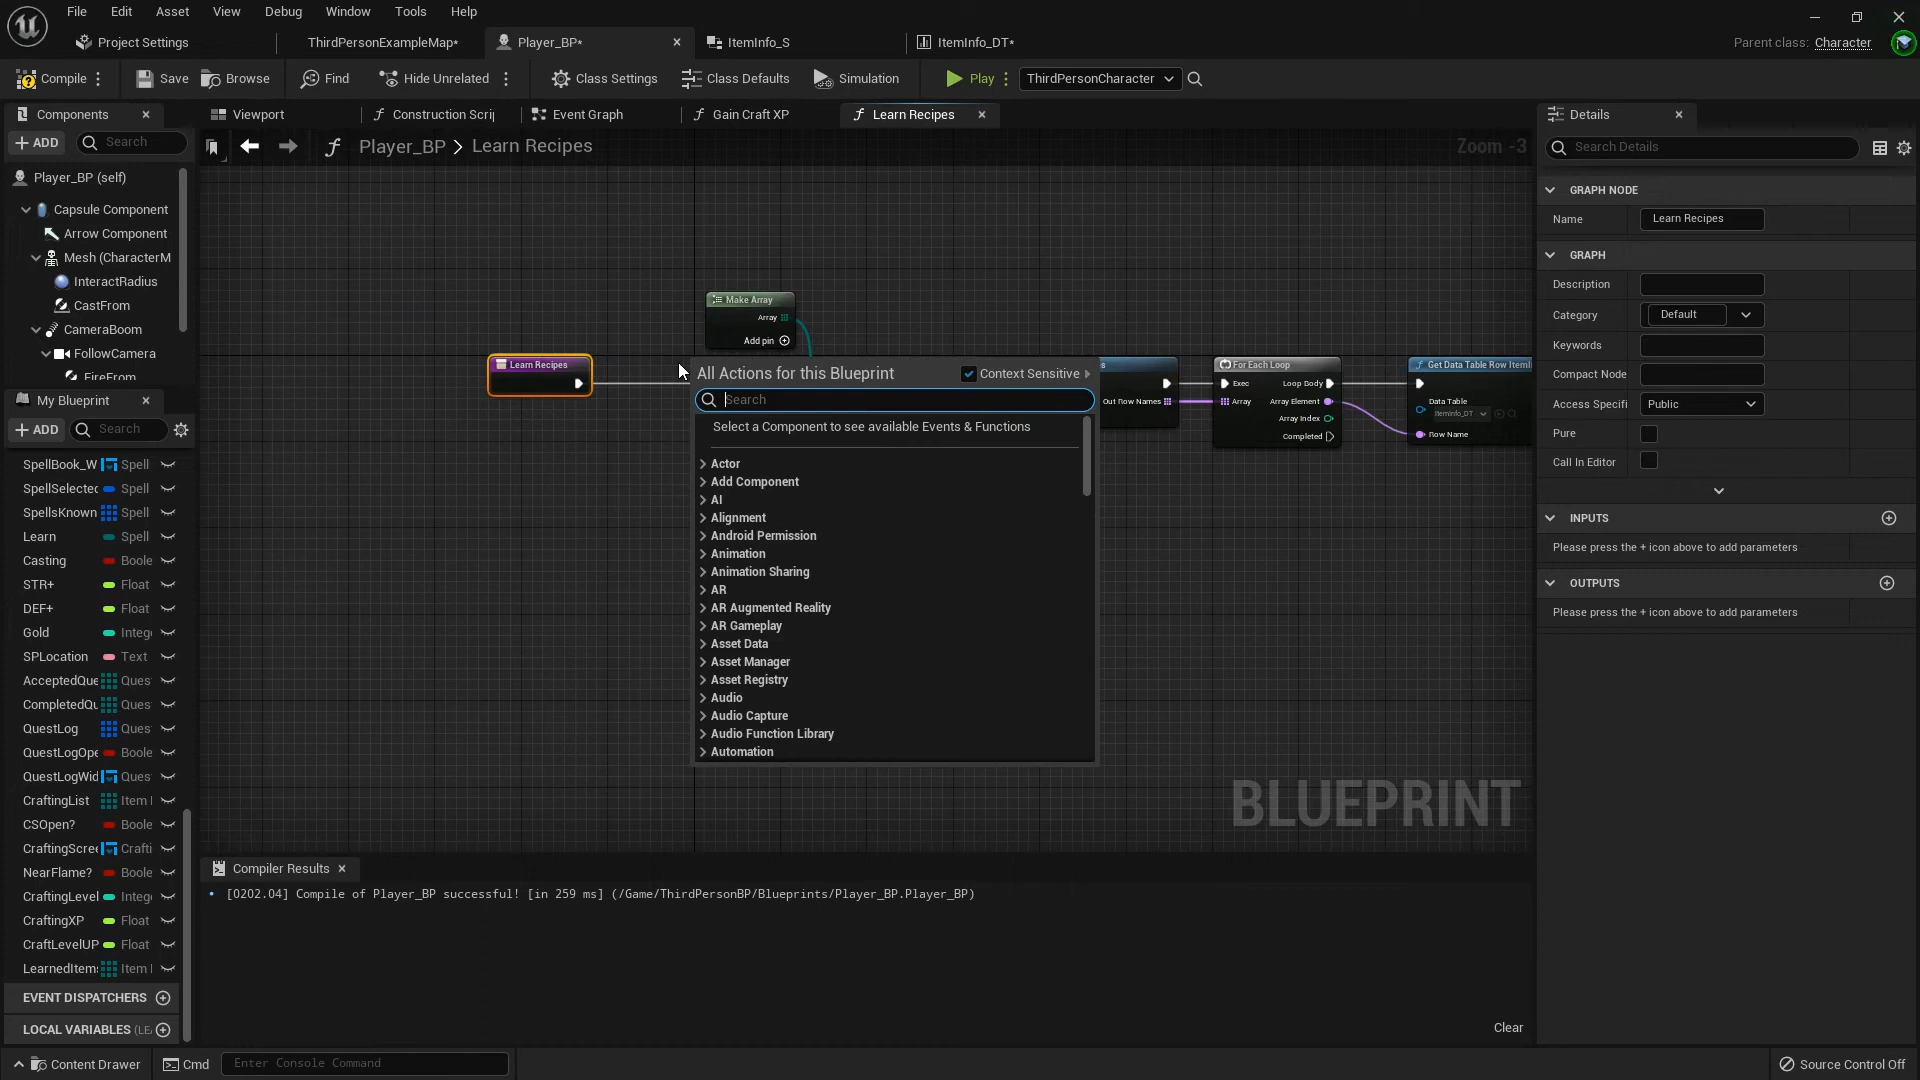 File Edit Asset View Debug Window Tools Help
Project Settings ThirdPersonExampleMap* Player_BP* ItemInfo_S ItemInfo_DT* Parent class: Character
Compile Save Browse Find Hide Unrelated Class Settings Class Defaults Simulation Play ThirdPersonCharacter
Components Viewport Construction Scrip Event Graph Gain Craft XP Learn Recipes Details
ADD Search Player_BP > Learn Recipes Zoom -3 Search Details
Player_BP (self)
Capsule Component
Arrow Component
Mesh (CharacterM
InteractRadius
CastFrom
CameraBoom
FollowCamera
FireFrom
My Blueprint
ADD Search
SpellBook_W Spell
SpellSelected Spell
SpellsKnown Spell
Learn Spell
Casting Boole
STR+ Float
DEF+ Float
Gold Intege
SPLocation Text
AcceptedQue Ques
CompletedQu Ques
QuestLog Ques
QuestLogOpe Boole
QuestLogWid Ques
CraftingList Item
CSOpen? Boole
CraftingScree Crafti
NearFlame? Boole
CraftingLevel Intege
CraftingXP Float
CraftLevelUP Float
LearnedItem Item
EVENT DISPATCHERS
LOCAL VARIABLES (LE
Make Array
Array
Add pin
Learn Recipes
All Actions for this Blueprint Context Sensitive
Search
Select a Component to see available Events & Functions
Actor
Add Component
AI
Alignment
Android Permission
Animation
Animation Sharing
AR
AR Augmented Reality
AR Gameplay
Asset Data
Asset Manager
Asset Registry
Audio
Audio Capture
Audio Function Library
Automation
Out Row Names
For Each Loop
Exec Loop Body
Array Array Element
Array Index
Completed
Get Data Table Row ItemI
Data Table
ItemInfo_DT
Row Name
BLUEPRINT
GRAPH NODE
Name Learn Recipes
GRAPH
Description
Category Default
Keywords
Compact Node
Access Specifi Public
Pure
Call In Editor
INPUTS
Please press the + icon above to add parameters
OUTPUTS
Please press the + icon above to add parameters
Compiler Results
[0202.04] Compile of Player_BP successful! [in 259 ms] (/Game/ThirdPersonBP/Blueprints/Player_BP.Player_BP)
Clear
Content Drawer Cmd Enter Console Command Source Control Off